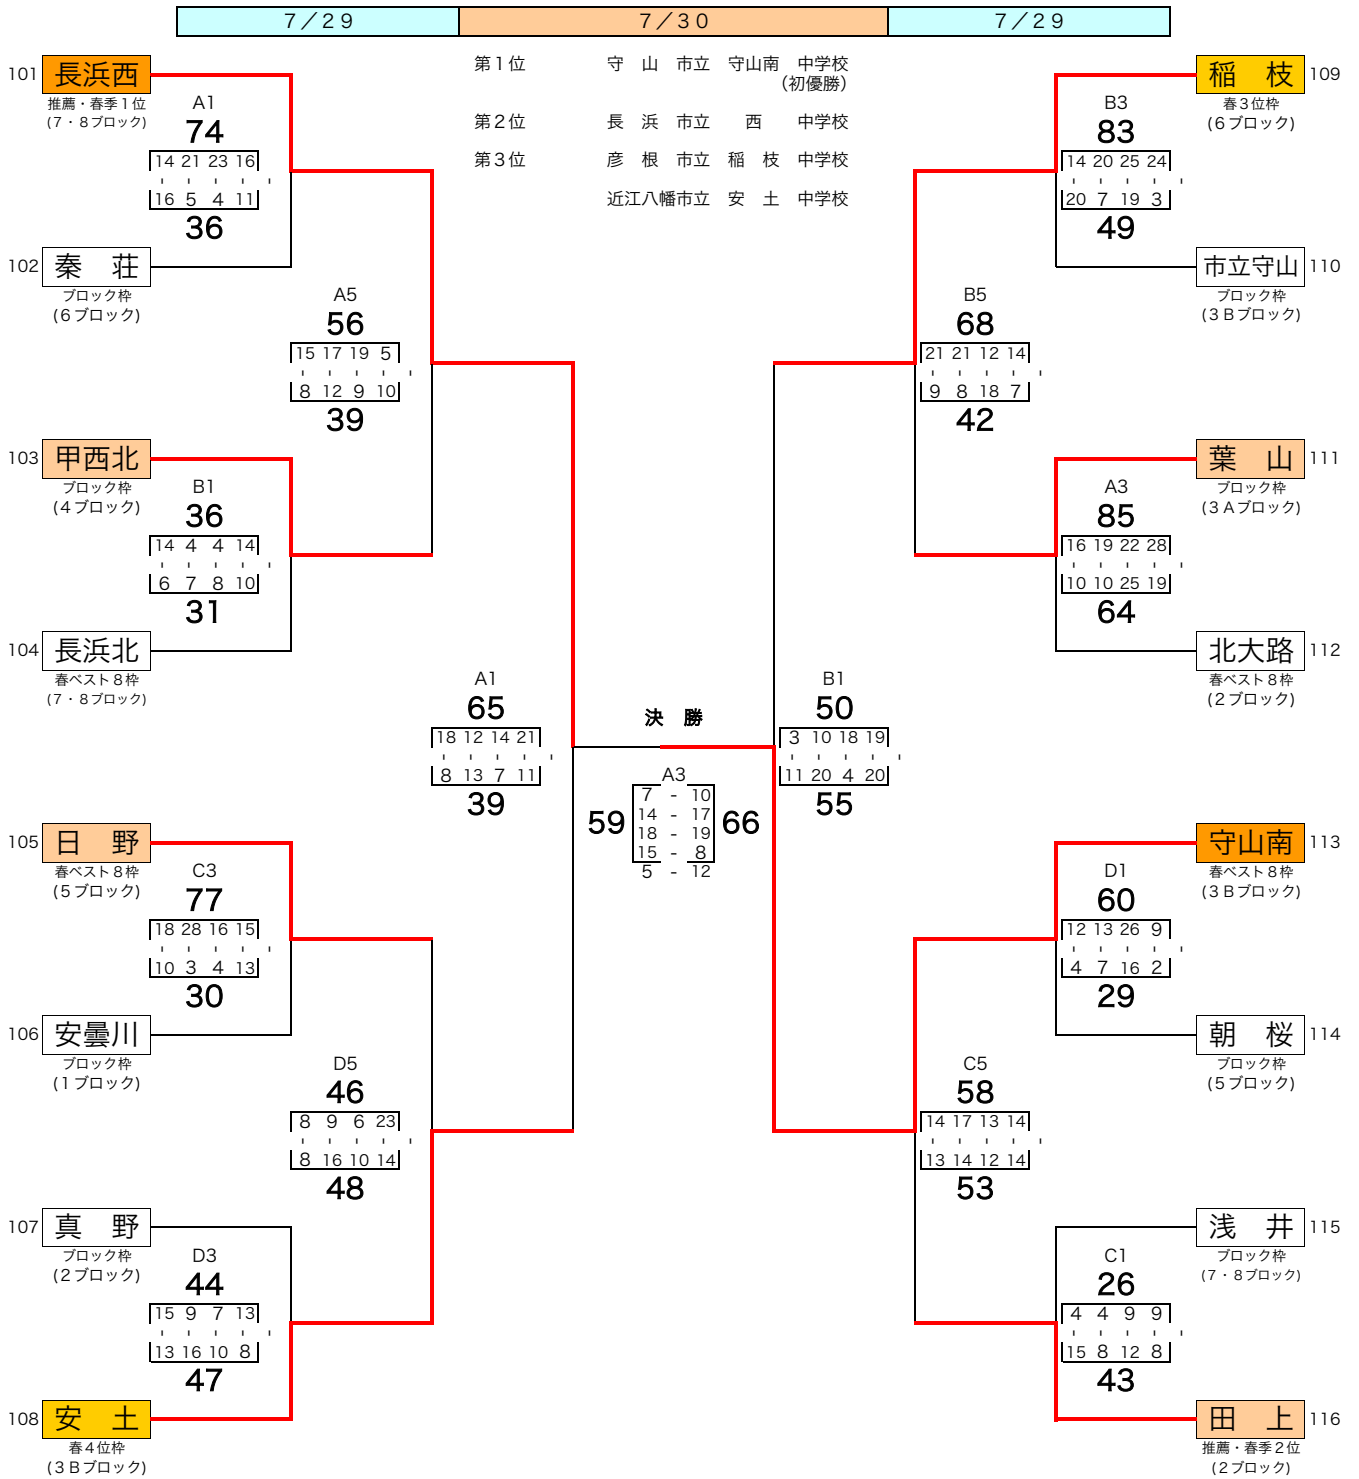 ７／２９ ７／３０ ７／２９
第１位 守 山 市立 守山南 中学校
（初優勝）
第２位 長 浜 市立 西 中学校
第３位 彦 根 市立 稲 枝 中学校
近江八幡市立 安 土 中学校
101 長浜西
推薦・春季１位
(７・８ブロック)
A1
74
14 21 23 16
- - - - -
16 5 4 11
36
102 秦 荘
ブロック枠
(６ブロック)
A5
56
15 17 19 5
- - - - -
8 12 9 10
39
103 甲西北
ブロック枠
(４ブロック)
B1
36
14 4 4 14
- - - - -
6 7 8 10
31
104 長浜北
春ベスト８枠
(７・８ブロック)
A1
65
18 12 14 21
- - - - -
8 13 7 11
39
105 日 野
春ベスト８枠
(５ブロック)
C3
77
18 28 16 15
- - - - -
10 3 4 13
30
106 安曇川
ブロック枠
(１ブロック)
D5
46
8 9 6 23
- - - - -
8 16 10 14
48
107 真 野
ブロック枠
(２ブロック)
D3
44
15 9 7 13
- - - - -
13 16 10 8
47
108 安 土
春４位枠
(３Ｂブロック)
決 勝
A3
7 - 10
14 - 17
59 18 - 19 66
15 - 8
5 - 12
稲 枝 109
春３位枠
(６ブロック)
B3
83
14 20 25 24
- - - - -
20 7 19 3
49
市立守山 110
ブロック枠
(３Ｂブロック)
B5
68
21 21 12 14
- - - - -
9 8 18 7
42
葉 山 111
ブロック枠
(３Ａブロック)
A3
85
16 19 22 28
- - - - -
10 10 25 19
64
北大路 112
春ベスト８枠
(２ブロック)
B1
50
3 10 18 19
- - - - -
11 20 4 20
55
守山南 113
春ベスト８枠
(３Ｂブロック)
D1
60
12 13 26 9
- - - - -
4 7 16 2
29
朝 桜 114
ブロック枠
(５ブロック)
C5
58
14 17 13 14
- - - - -
13 14 12 14
53
浅 井 115
ブロック枠
(７・８ブロック)
C1
26
4 4 9 9
- - - - -
15 8 12 8
43
田 上 116
推薦・春季２位
(２ブロック)